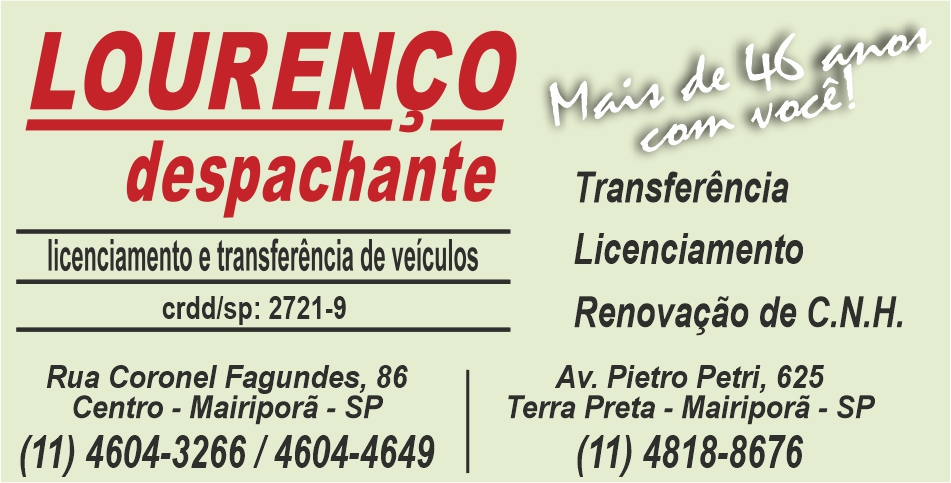 LOURENÇO
despachante
licenciamento e transferência de veículos
crdd/sp: 2721-9
Mais de 46 anos
com você!
Transferência
Licenciamento
Renovação de C.N.H.
Rua Coronel Fagundes, 86
Centro - Mairiporã - SP
(11) 4604-3266 / 4604-4649
Av. Pietro Petri, 625
Terra Preta - Mairiporã - SP
(11) 4818-8676